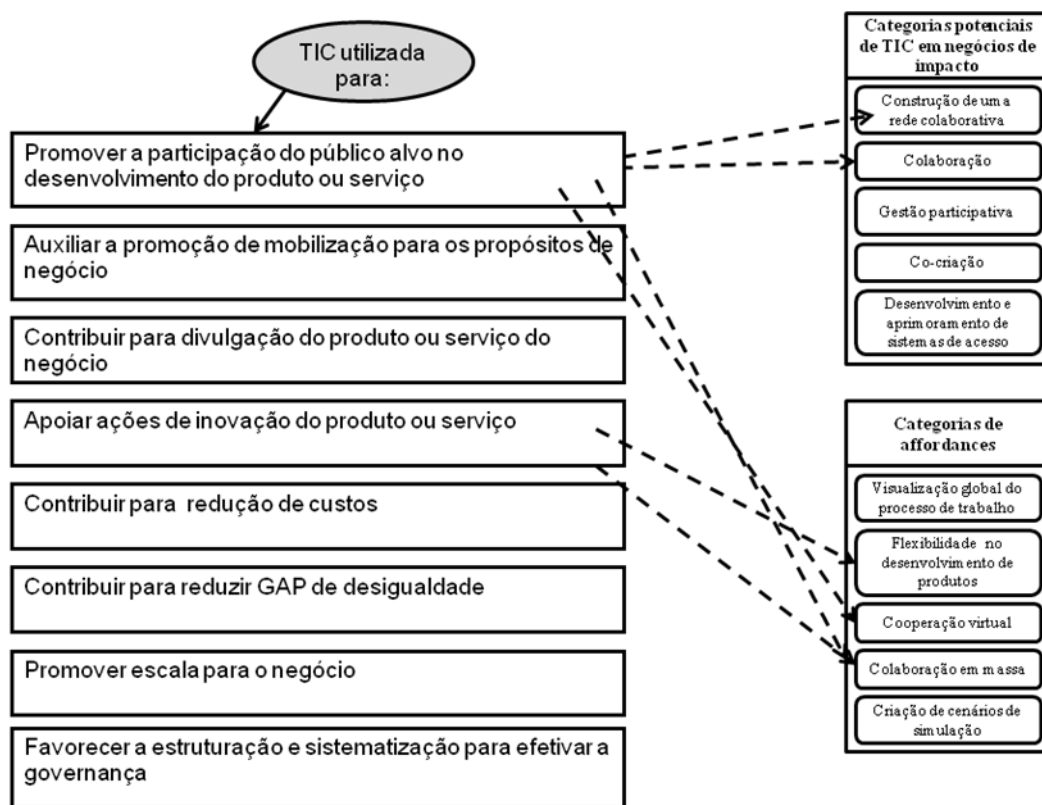 TIC utilizada
para:
Promover a participação do público alvo no
desenvolvimento do produto ou serviço
Auxiliar a promoção de mobilização para os propósitos de
negócio
Contribuir para divulgação do produto ou serviço do
negócio
Apoiar ações de inovação do produto ou serviço
Contribuir para redução de custos
Contribuir para reduzir GAP de desigualdade
Promover escala para o negócio
Favorecer a estruturação e sistematização para efetivar a
governança
Categorias potenciais
de TIC em negócios de
impacto
Construção de uma
rede colaborativa
Colaboração
Gestão participativa
Co-criação
Desenvolvimento e
aprimoramento de
sistemas de acesso
Categorias de
affordances
Visualização global do
processo de trabalho
Flexibilidade no
desenvolvimento de
produtos
Cooperação virtual
Colaboração em massa
Criação de cenários de
simulação